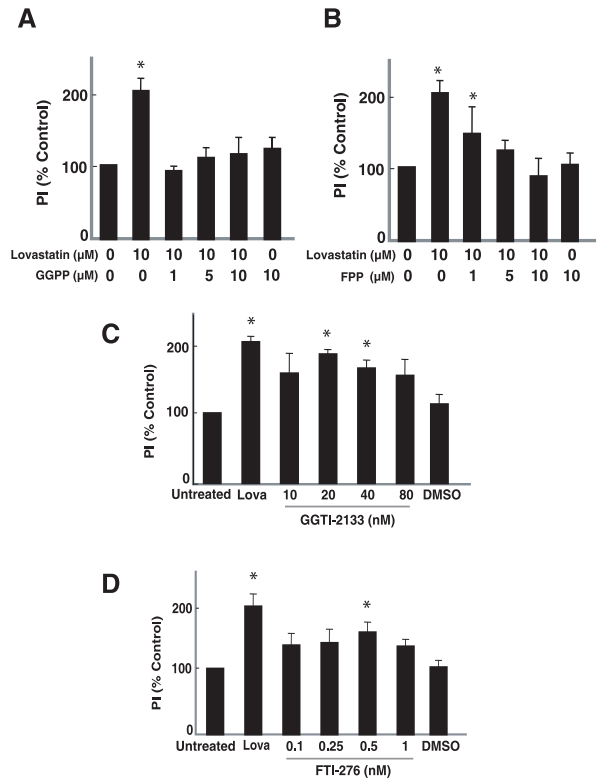 A
B
*
*
*
PI (% Control)
200
100
0
PI (% Control)
200
100
0
Lovastatin (µM) 0 10 10 10 10 0
GGPP (µM) 0 0 1 5 10 10
Lovastatin (µM) 0 10 10 10 10 0
FPP (µM) 0 0 1 5 10 10
C
*
*
*
PI (% Control)
200
100
0
Untreated Lova 10 20 40 80 DMSO
GGTI-2133 (nM)
D
*
*
PI (% Control)
200
100
0
Untreated Lova 0.1 0.25 0.5 1 DMSO
FTI-276 (nM)